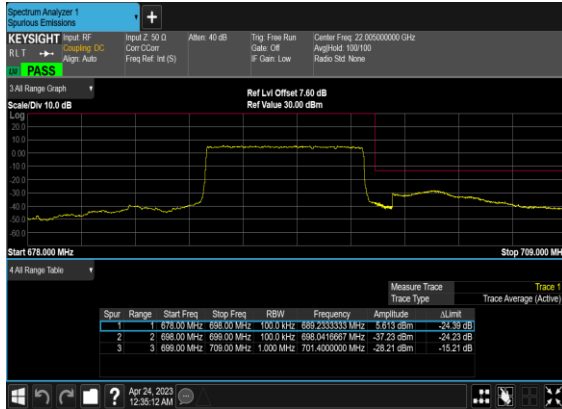 Spectrum Analyzer 1
Spurious Emissions
KEYSIGHT Input: RF Input Z: 50 Ω Atten: 40 dB Trig: Free Run Center Freq: 22.005000000 GHz
RLT Coupling: DC Corr CCorr Gate: Off Avg|Hold: 100/100
Align: Auto Freq Ref: Int (S) IF Gain: Low Radio Std: None
PASS
3 All Range Graph Ref Lvl Offset 7.60 dB
Scale/Div 10.0 dB Ref Value 30.00 dBm
Log
20.0
10.0
0.00
-10.0
-20.0
-30.0
-40.0
-50.0
-60.0
Start 678.000 MHz Stop 709.000 MHz
4 All Range Table
Measure Trace Trace 1
Trace Type Trace Average (Active)
Spur Range Start Freq Stop Freq RBW Frequency Amplitude ΔLimit
1 1 678.00 MHz 698.00 MHz 100.0 kHz 689.2333333 MHz 5.613 dBm -24.39 dB
2 2 698.00 MHz 699.00 MHz 100.0 kHz 698.0416667 MHz -37.23 dBm -24.23 dB
3 3 699.00 MHz 709.00 MHz 1.000 MHz 701.4000000 MHz -28.21 dBm -15.21 dB
? Apr 24, 2023
12:35:12 AM